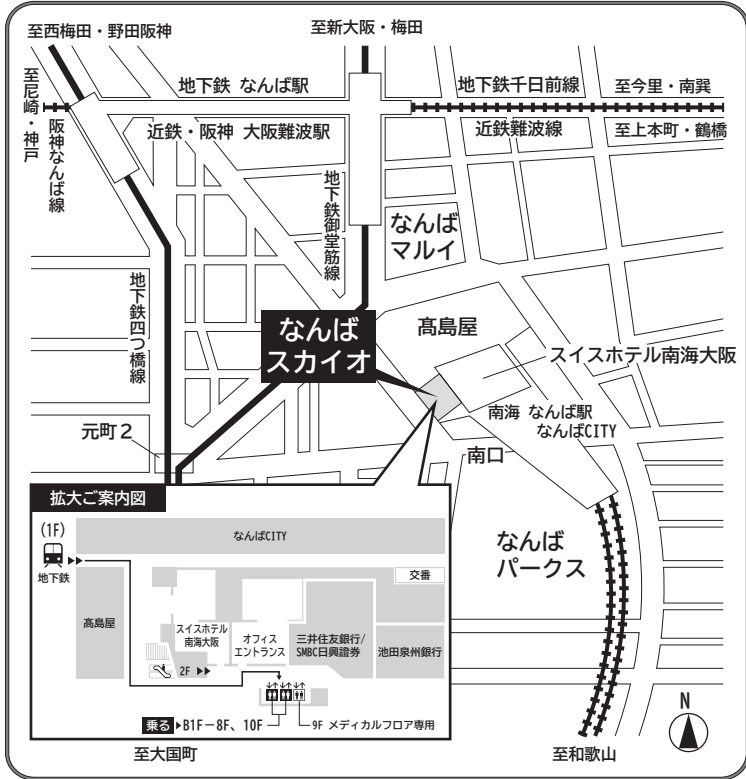 至西梅田・野田阪神
至新大阪・梅田
至尼崎・神戸
阪神なんば線
地下鉄 なんば駅
地下鉄千日前線
至今里・南巽
近鉄・阪神 大阪難波駅
近鉄難波線
至上本町・鶴橋
地下鉄御堂筋線
なんば
マルイ
地下鉄四つ橋線
なんば
スカイオ
髙島屋
スイスホテル南海大阪
南海 なんば駅
なんばCITY
元町2
南口
なんば
パークス
拡大ご案内図
(1F)
地下鉄
なんばCITY
交番
髙島屋
スイスホテル
南海大阪
オフィス
エントランス
三井住友銀行/
SMBC日興證券
池田泉州銀行
2F
乗る
B1F-8F、10F
9F メディカルフロア専用
至大国町
至和歌山
N